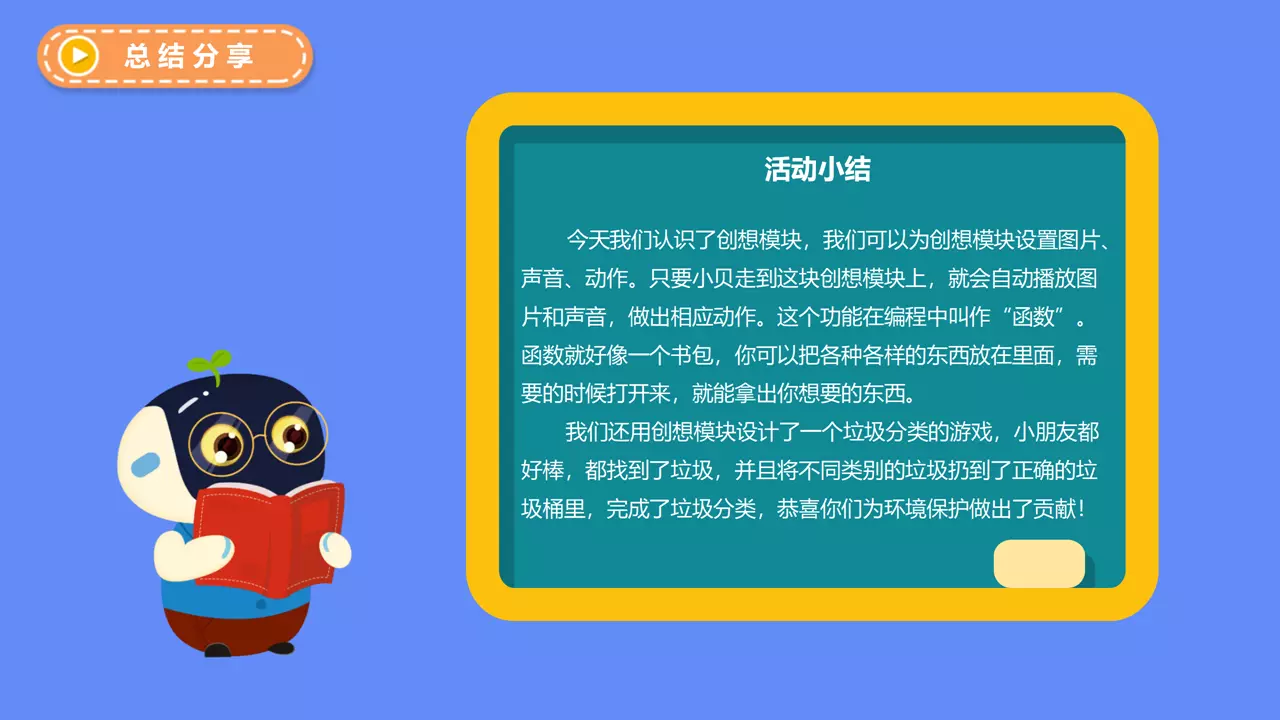 总结分享
活动小结
今天我们认识了创想模块，我们可以为创想模块设置图片、
声音、动作。只要小贝走到这块创想模块上，就会自动播放图
片和声音，做出相应动作。这个功能在编程中叫作“函数”。
函数就好像一个书包，你可以把各种各样的东西放在里面，需
要的时候打开来，就能拿出你想要的东西。
我们还用创想模块设计了一个垃圾分类的游戏，小朋友都
好棒，都找到了垃圾，并且将不同类别的垃圾扔到了正确的垃
圾桶里，完成了垃圾分类，恭喜你们为环境保护做出了贡献！